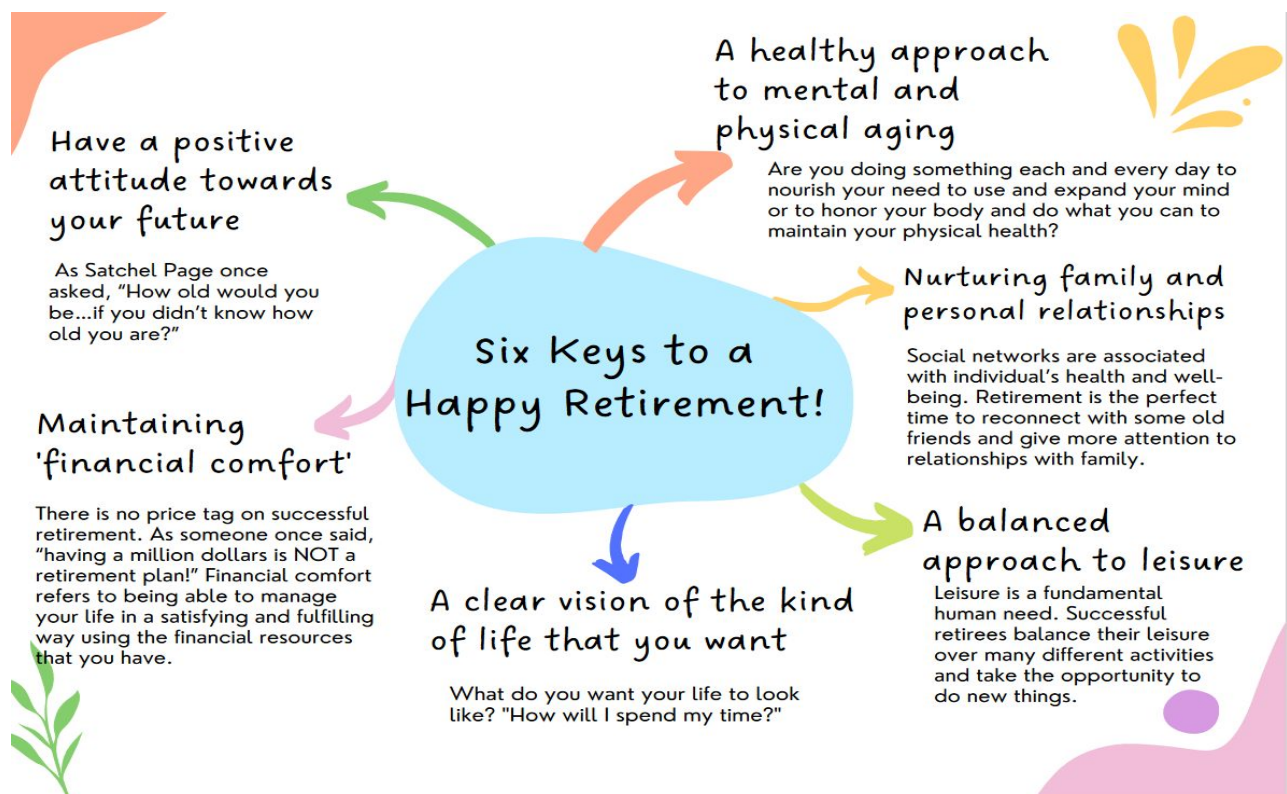 Six Keys to a
Happy Retirement!
A healthy approach
to mental and
physical aging
Are you doing something each and every day to
nourish your need to use and expand your mind
or to honor your body and do what you can to
maintain your physical health?
Nurturing family and
personal relationships
Social networks are associated
with individual’s health and well-
being. Retirement is the perfect
time to reconnect with some old
friends and give more attention to
relationships with family.
A balanced
approach to leisure
Leisure is a fundamental
human need. Successful
retirees balance their leisure
over many different activities
and take the opportunity to
do new things.
A clear vision of the kind
of life that you want
What do you want your life to look
like? "How will I spend my time?"
Maintaining
'financial comfort'
There is no price tag on successful
retirement. As someone once said,
“having a million dollars is NOT a
retirement plan!” Financial comfort
refers to being able to manage
your life in a satisfying and fulfilling
way using the financial resources
that you have.
Have a positive
attitude towards
your future
As Satchel Page once
asked, “How old would you
be...if you didn’t know how
old you are?”